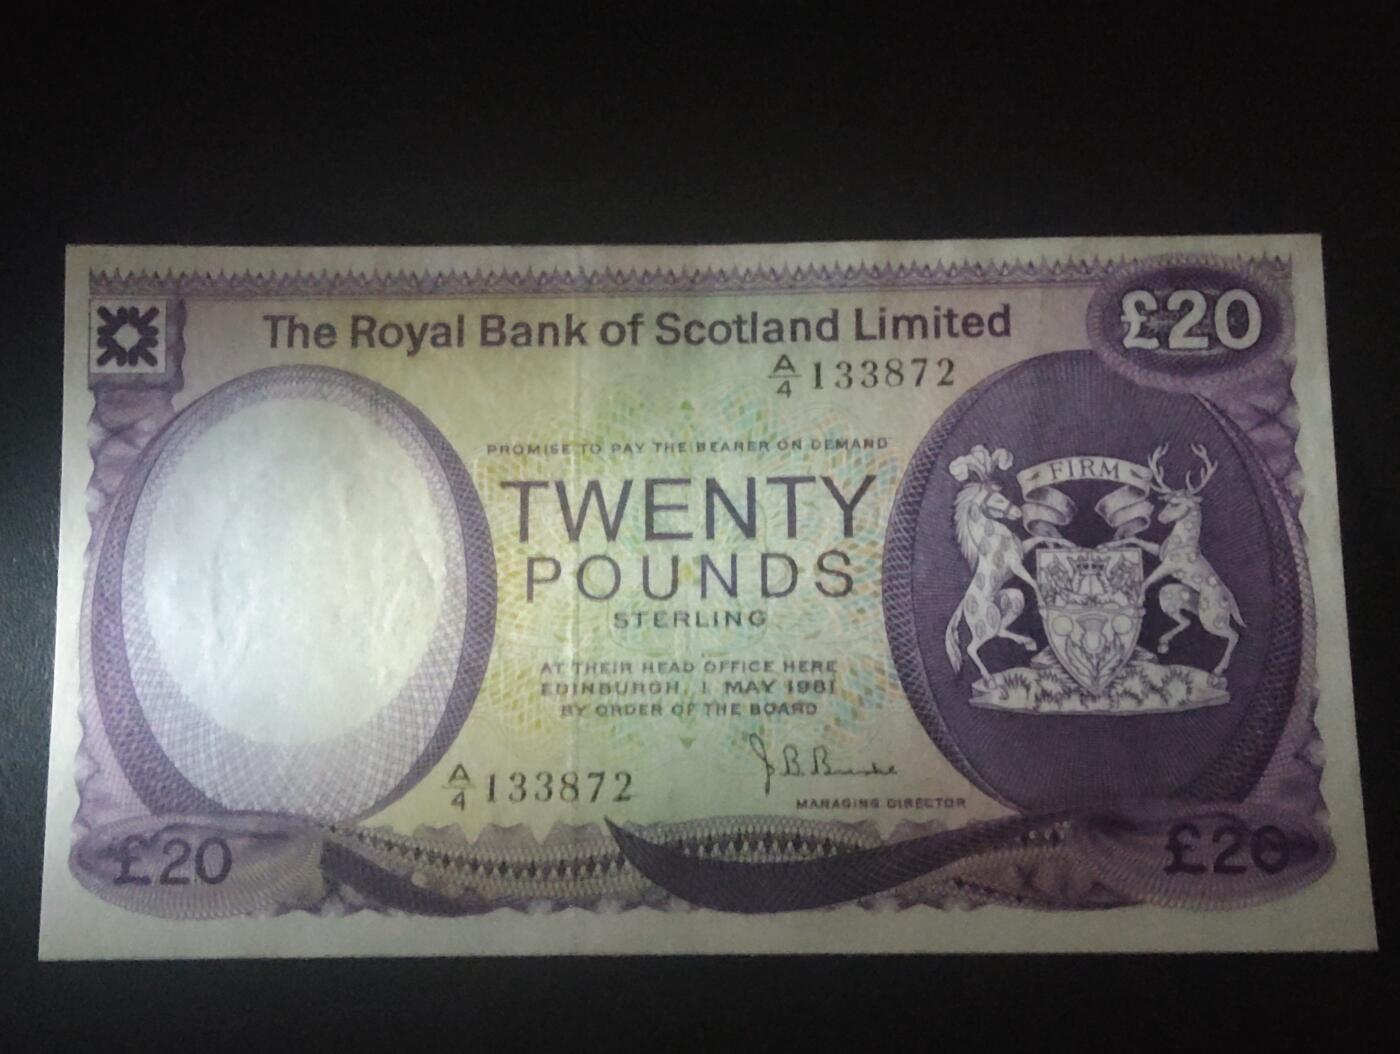 The Royal Bank of Scotland Limited
£20
A/4 133872
PROMISE TO PAY THE BEARER ON DEMAND
FIRM
TWENTY
POUNDS
STERLING
AT THEIR HEAD OFFICE HERE
EDINBURGH, 1 MAY 1981
BY ORDER OF THE BOARD
A/4 133872
MANAGING DIRECTOR
£20
£20